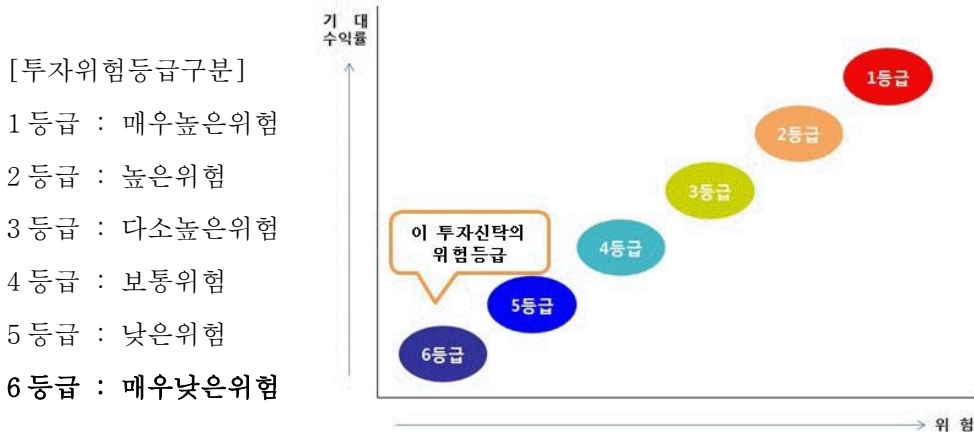 [투자위험등급구분]
1등급 : 매우높은위험
2등급 : 높은위험
3등급 : 다소높은위험
4등급 : 보통위험
5등급 : 낮은위험
6등급 : 매우낮은위험
기 대
수익률
1등급
2등급
3등급
이 투자신탁의
위험등급
4등급
5등급
6등급
위 험